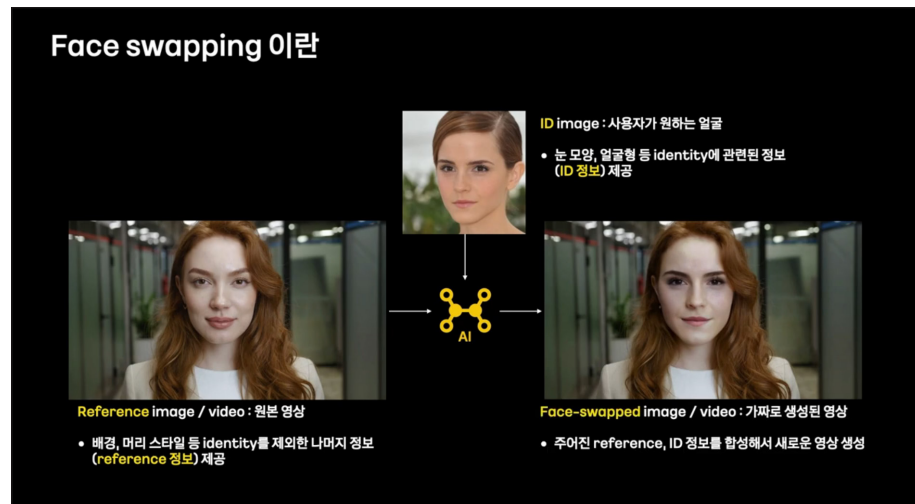 Face swapping 이란
ID image : 사용자가 원하는 얼굴
• 눈 모양, 얼굴형 등 identity에 관련된 정보
(ID 정보) 제공
AI
Reference image / video : 원본 영상
• 배경, 머리 스타일 등 identity를 제외한 나머지 정보
(reference 정보) 제공
Face-swapped image / video : 가짜로 생성된 영상
• 주어진 reference, ID 정보를 합성해서 새로운 영상 생성